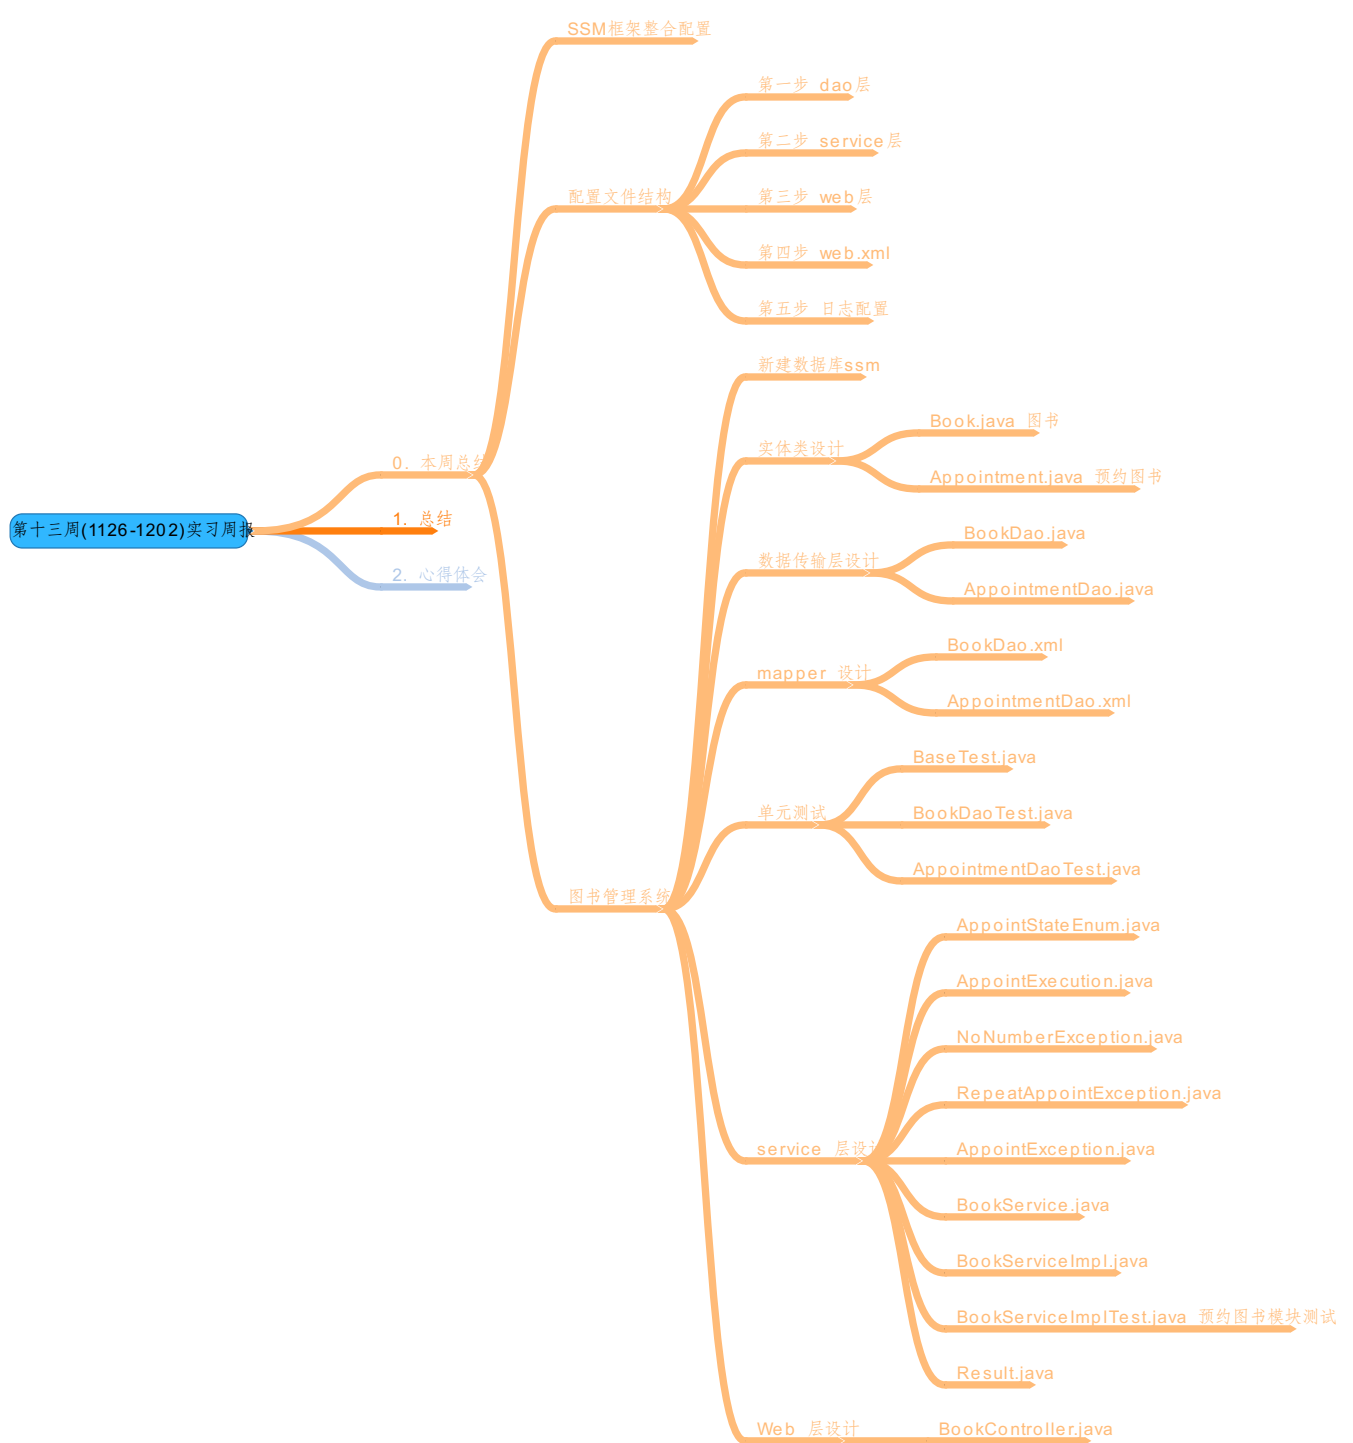 第十三周(1126-1202)实习周报
0. 本周总结
SSM框架整合配置
配置文件结构
第一步 dao层
第二步 service层
第三步 web层
第四步 web.xml
第五步 日志配置
图书管理系统
新建数据库ssm
实体类设计
Book.java 图书
Appointment.java 预约图书
数据传输层设计
BookDao.java
AppointmentDao.java
mapper 设计
BookDao.xml
AppointmentDao.xml
单元测试
BaseTest.java
BookDaoTest.java
AppointmentDaoTest.java
service 层设计
AppointStateEnum.java
AppointExecution.java
NoNumberException.java
RepeatAppointException.java
AppointException.java
BookService.java
BookServiceImpl.java
BookServiceImplTest.java 预约图书模块测试
Result.java
Web 层设计
BookController.java
1. 总结
2. 心得体会